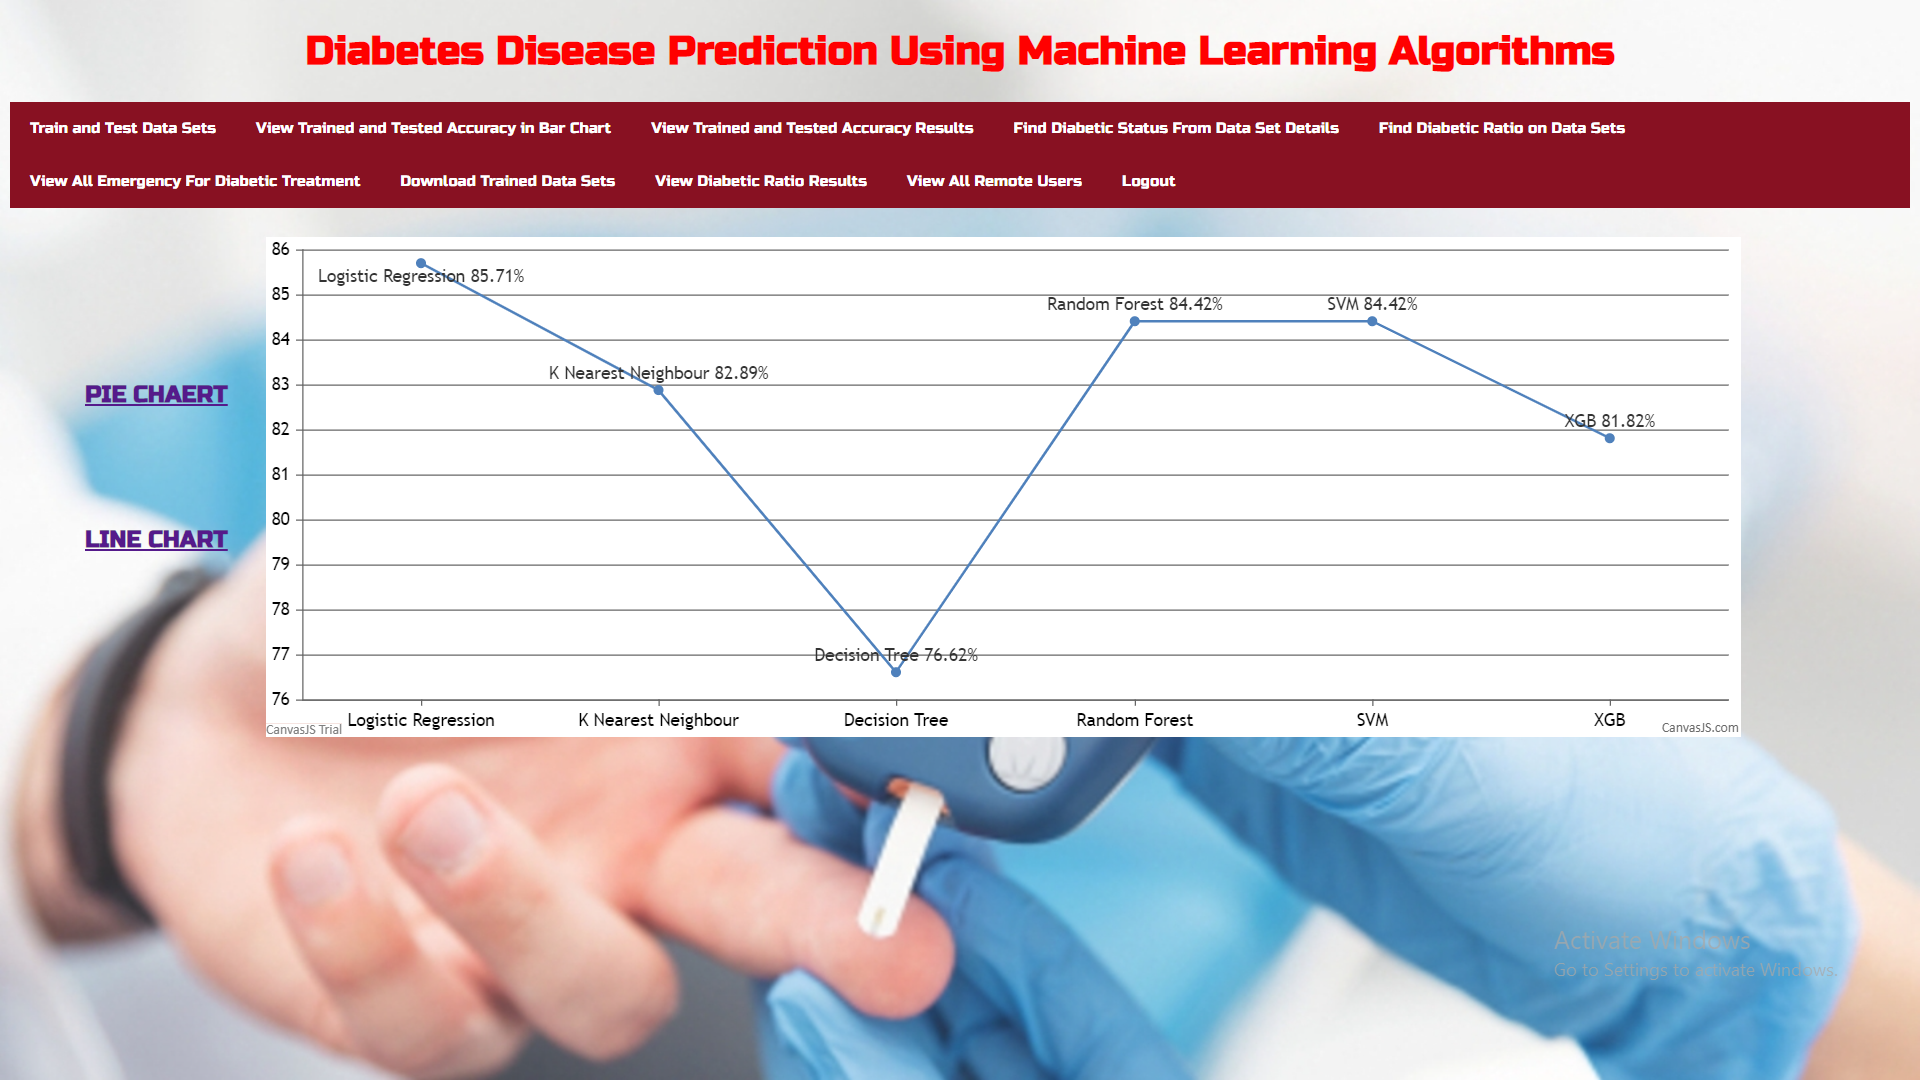 Diabetes Disease Prediction Using Machine Learning Algorithms
Train and Test Data Sets View Trained and Tested Accuracy in Bar Chart View Trained and Tested Accuracy Results Find Diabetic Status From Data Set Details Find Diabetic Ratio on Data Sets
View All Emergency For Diabetic Treatment Download Trained Data Sets View Diabetic Ratio Results View All Remote Users Logout
PIE CHAERT
LINE CHART
86
85
84
83
82
81
80
79
78
77
76
Logistic Regression 85.71%
K Nearest Neighbour 82.89%
Decision Tree 76.62%
Random Forest 84.42%
SVM 84.42%
XGB 81.82%
Logistic Regression K Nearest Neighbour Decision Tree Random Forest SVM XGB
CanvasJS Trial
CanvasJS.com
Activate Windows
Go to Settings to activate Windows.